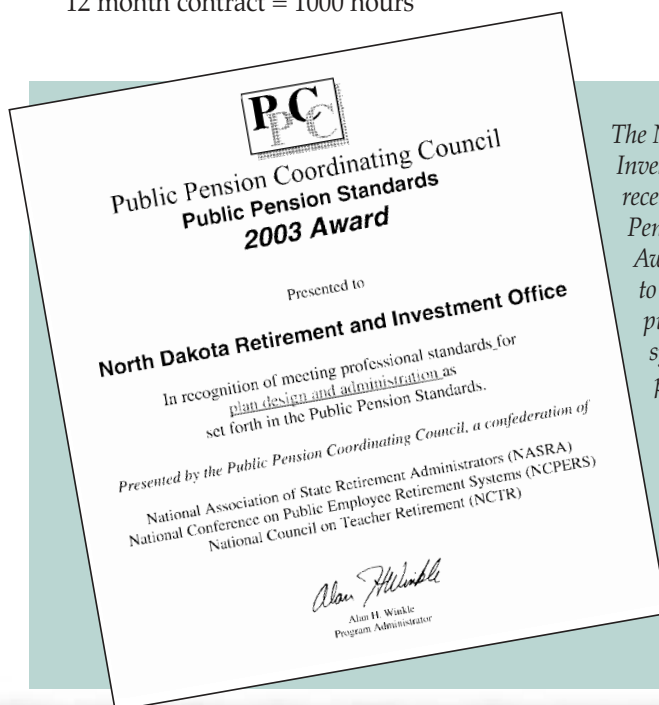 12 month contract = 1000 hours
PPCC
Public Pension Coordinating Council
Public Pension Standards
2003 Award
Presented to
North Dakota Retirement and Investment Office
In recognition of meeting professional standards for
plan design and administration as
set forth in the Public Pension Standards.
Presented by the Public Pension Coordinating Council, a confederation of
National Association of State Retirement Administrators (NASRA)
National Conference on Public Employee Retirement Systems (NCPERS)
National Council on Teacher Retirement (NCTR)
Alan H Winkle
Alan H. Winkle
Program Administrator
The
to